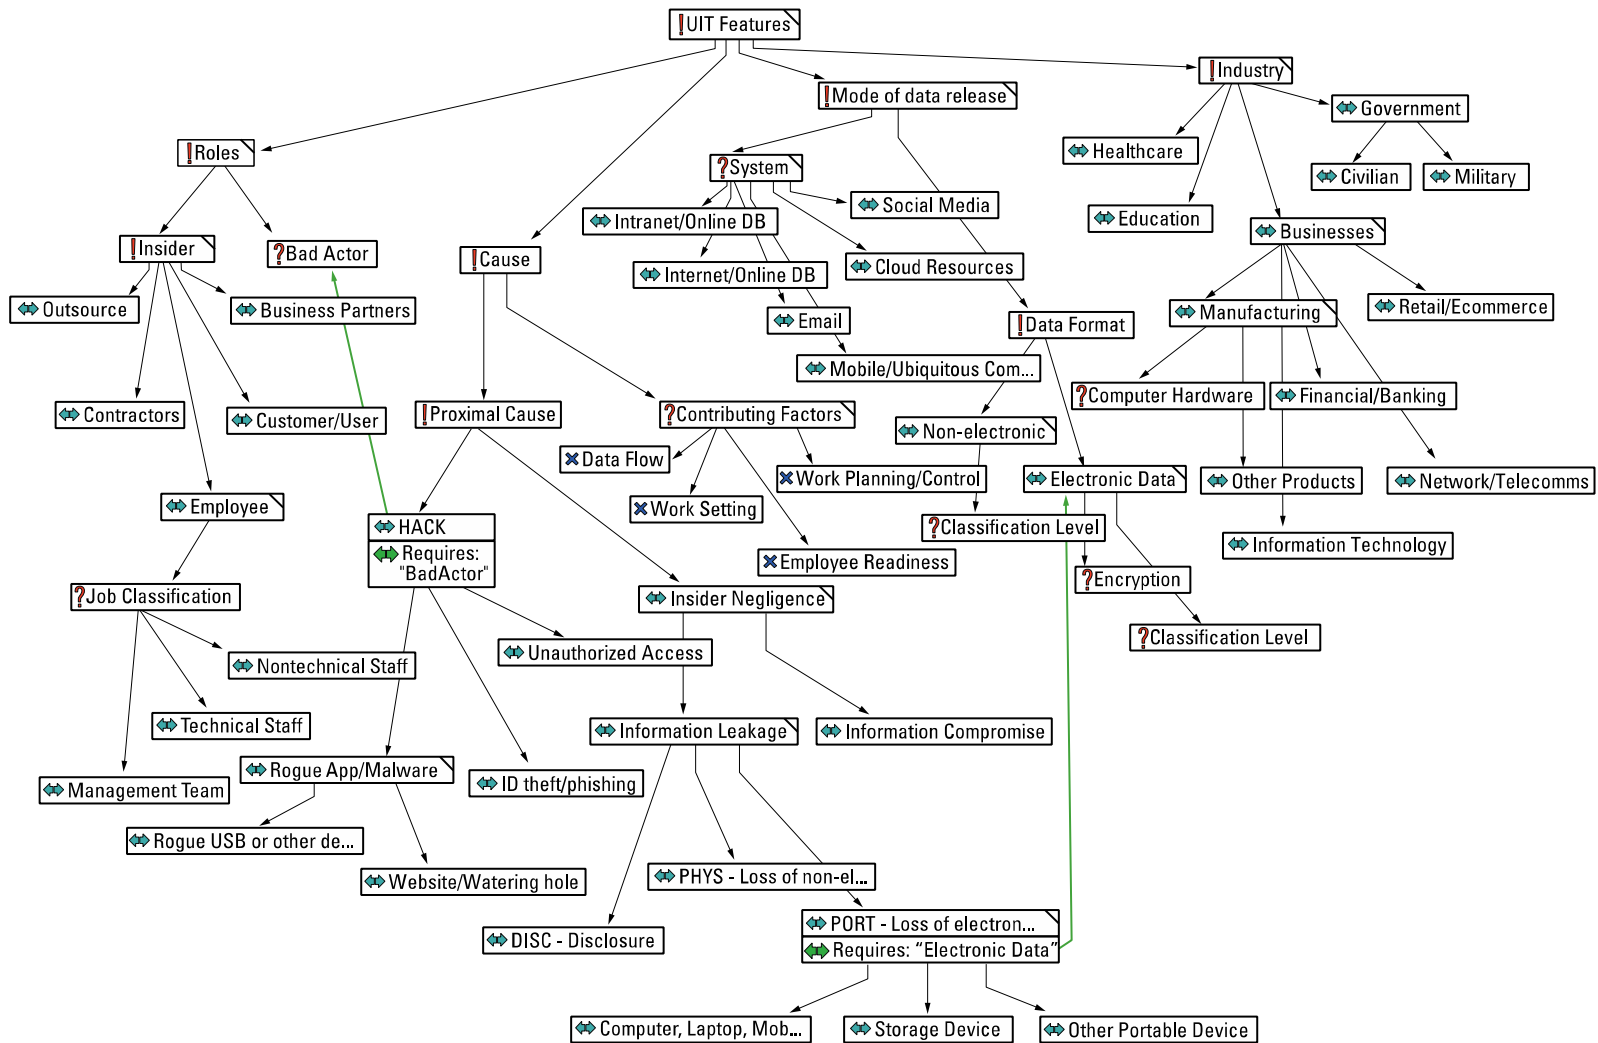 UIT Features
Industry
Mode of data release
Government
Roles
Healthcare
System
Civilian
Military
Social Media
Intranet/Online DB
Education
Businesses
Insider
Bad Actor
Cause
Cloud Resources
Internet/Online DB
Outsource
Business Partners
Retail/Ecommerce
Manufacturing
Email
Data Format
Mobile/Ubiquitous Com...
Computer Hardware
Financial/Banking
Contractors
Customer/User
Proximal Cause
Contributing Factors
Non-electronic
Data Flow
Work Planning/Control
Electronic Data
Other Products
Network/Telecomms
Employee
Work Setting
HACK
Requires:
"BadActor"
Classification Level
Information Technology
Employee Readiness
Encryption
Job Classification
Insider Negligence
Classification Level
Unauthorized Access
Nontechnical Staff
Technical Staff
Information Leakage
Information Compromise
Rogue App/Malware
ID theft/phishing
Management Team
Rogue USB or other de...
Website/Watering hole
PHYS - Loss of non-el...
PORT - Loss of electron...
Requires: “Electronic Data”
DISC - Disclosure
Computer, Laptop, Mob...
Storage Device
Other Portable Device